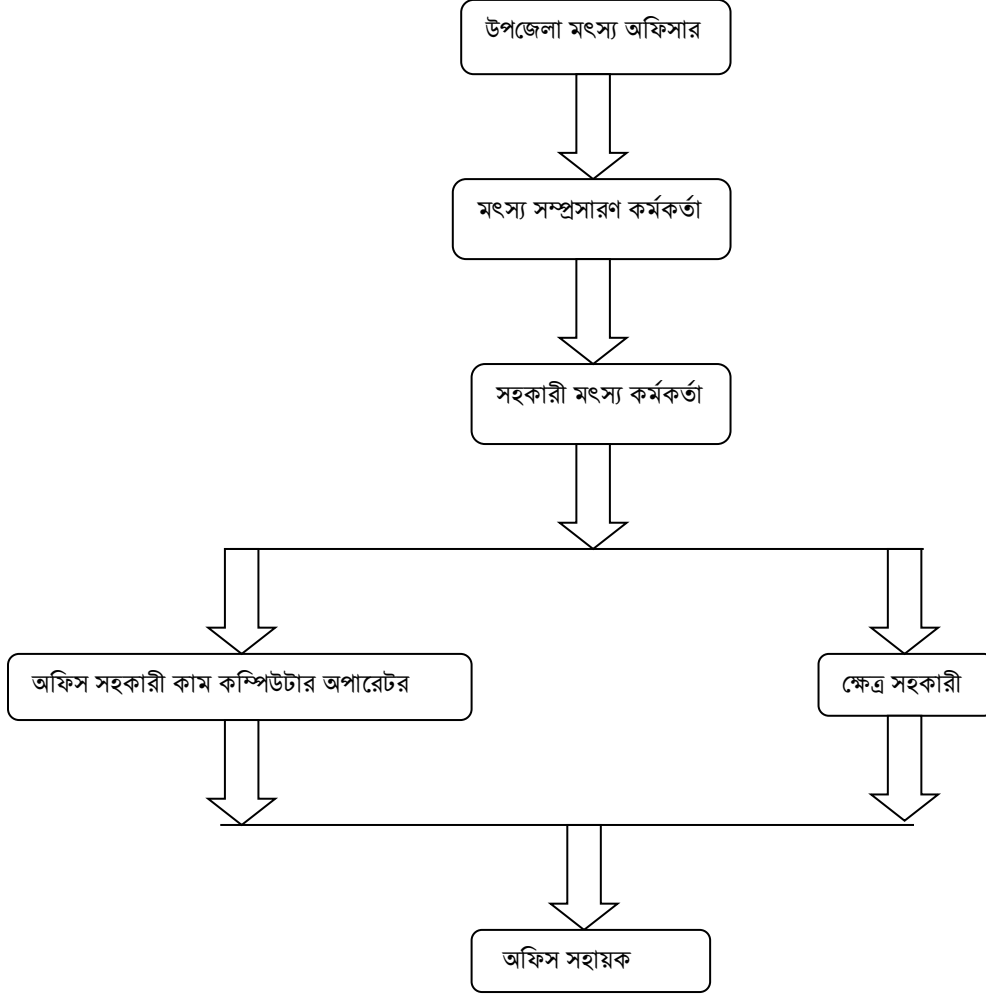 উপজেলা মৎস্য অফিসার
মৎস্য সম্প্রসারণ কর্মকর্তা
সহকারী মৎস্য কর্মকর্তা
অফিস সহকারী কাম কম্পিউটার অপারেটর
ক্ষেত্র সহকারী
অফিস সহায়ক